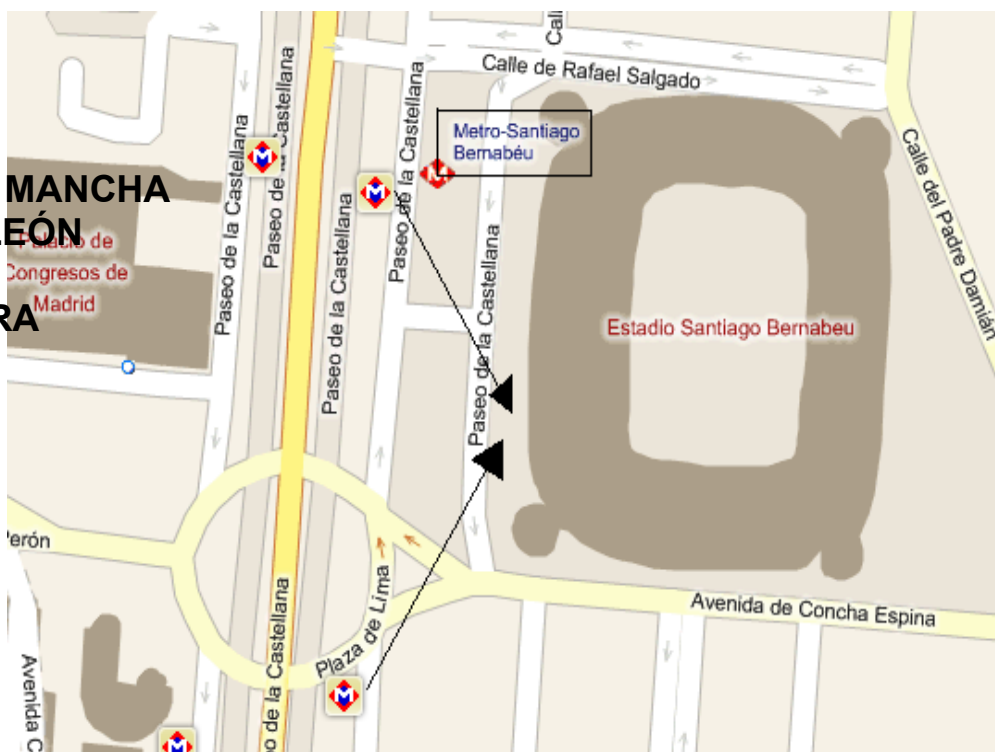 Calle de Rafael Salgado
Metro-Santiago
Bernabéu
Calle del Padre Damián
Paseo de la Castellana
Paseo de la Castellana
Paseo de la Castellana
Paseo de la Castellana
Paseo de la Castellana
MANCHA
LEÓN
Palacio de
Congresos de
Madrid
RA
Estadio Santiago Bernabeu
Calle
Perón
Plaza de Lima
Avenida de Concha Espina
Avenida C
o de la Castellana